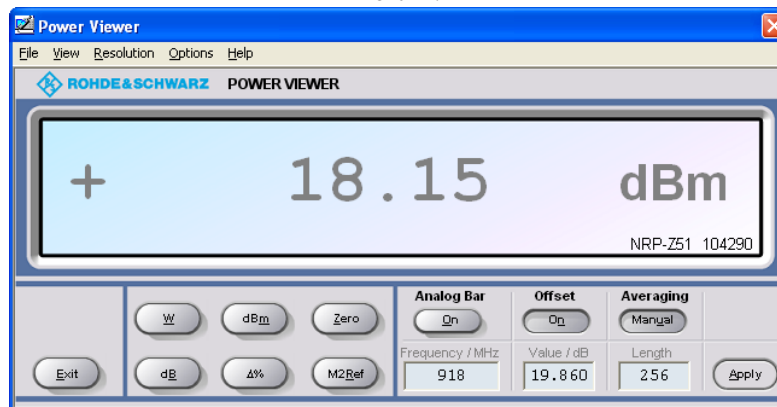 Power Viewer
File View Resolution Options Help
ROHDE&SCHWARZ POWER VIEWER
+ 18.15 dBm
NRP-Z51 104290
Analog Bar Offset Averaging
W dBm Zero On On Manual
Frequency / MHz Value / dB Length
Exit dB Δ% M2Ref 918 19.860 256 Apply